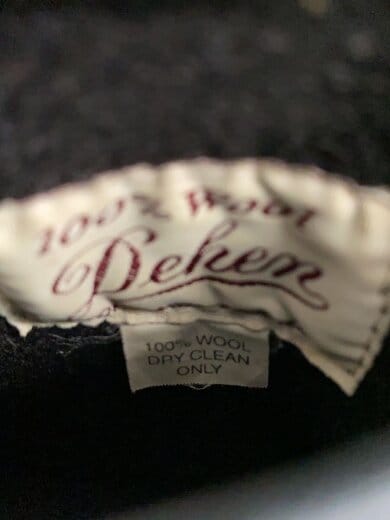 100% Wool
Dehen
100% WOOL
DRY CLEAN
ONLY